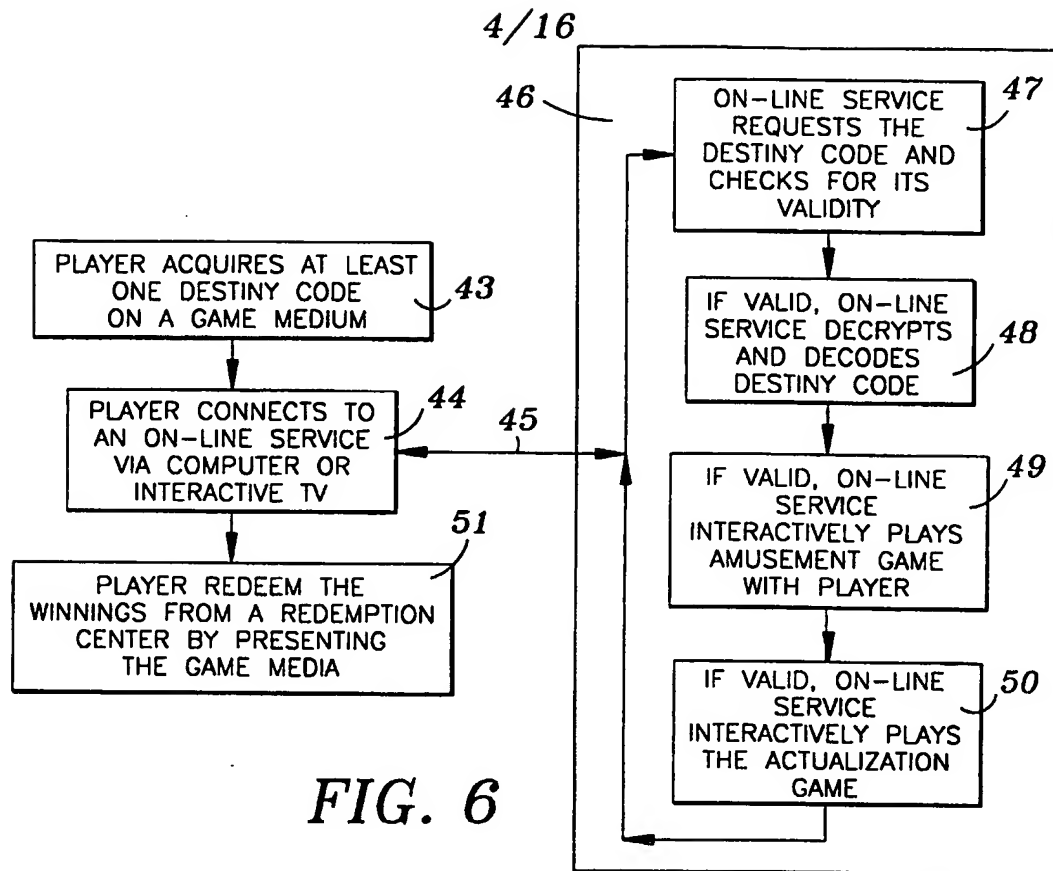 4/16
46
ON-LINE SERVICE
REQUESTS THE
DESTINY CODE AND
CHECKS FOR ITS
VALIDITY
47
PLAYER ACQUIRES AT LEAST
ONE DESTINY CODE
ON A GAME MEDIUM
43
IF VALID, ON-LINE
SERVICE DECRYPTS
AND DECODES
DESTINY CODE
48
PLAYER CONNECTS TO
AN ON-LINE SERVICE
VIA COMPUTER OR
INTERACTIVE TV
44
45
IF VALID, ON-LINE
SERVICE
INTERACTIVELY PLAYS
AMUSEMENT GAME
WITH PLAYER
49
PLAYER REDEEM THE
WINNINGS FROM A REDEMPTION
CENTER BY PRESENTING
THE GAME MEDIA
51
IF VALID, ON-LINE
SERVICE
INTERACTIVELY PLAYS
THE ACTUALIZATION
GAME
50
FIG. 6